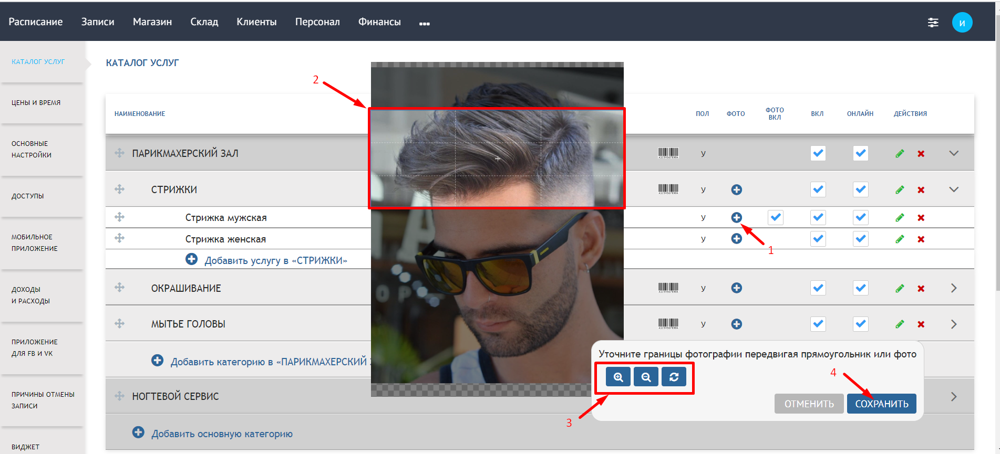 Расписание Записи Магазин Склад Клиенты Персонал Финансы ...
и
КАТАЛОГ УСЛУГ
ЦЕНЫ И ВРЕМЯ
ОСНОВНЫЕ
НАСТРОЙКИ
ДОСТУПЫ
МОБИЛЬНОЕ
ПРИЛОЖЕНИЕ
ДОХОДЫ
И РАСХОДЫ
ПРИЛОЖЕНИЕ
ДЛЯ FB И VK
ПРИЧИНЫ ОТМЕНЫ
ЗАПИСИ
ВИДЖЕТ
КАТАЛОГ УСЛУГ
2
НАИМЕНОВАНИЕ ПОЛ ФОТО ФОТО ВКЛ ВКЛ ОНЛАЙН ДЕЙСТВИЯ
ПАРИКМАХЕРСКИЙ ЗАЛ У
СТРИЖКИ У
Стрижка мужская У
Стрижка женская У
1
Добавить услугу в «СТРИЖКИ»
ОКРАШИВАНИЕ У
МЫТЬЕ ГОЛОВЫ У
Добавить категорию в «ПАРИКМАХЕРСКИЙ
НОГТЕВОЙ СЕРВИС
Добавить основную категорию
Уточните границы фотографии передвигая прямоугольник или фото
4
3
ОТМЕНИТЬ СОХРАНИТЬ